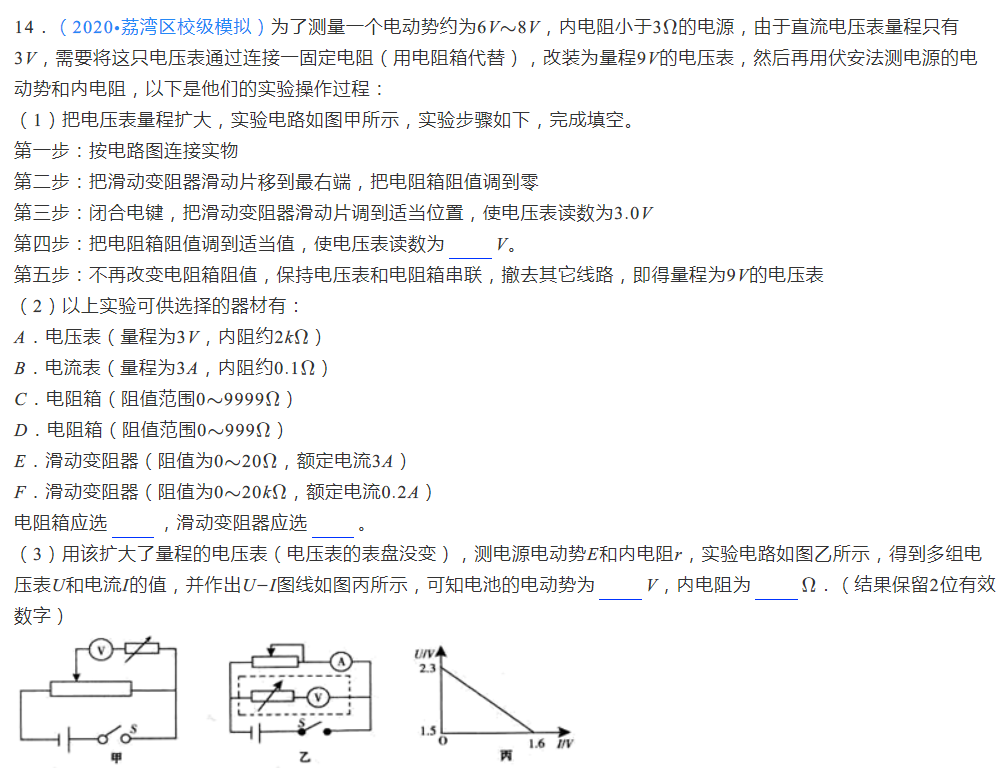 14．（2020•荔湾区校级模拟）为了测量一个电动势约为6V～8V，内电阻小于3Ω的电源，由于直流电压表量程只有
3V，需要将这只电压表通过连接一固定电阻（用电阻箱代替），改装为量程9V的电压表，然后再用伏安法测电源的电
动势和内电阻，以下是他们的实验操作过程：
（1）把电压表量程扩大，实验电路如图甲所示，实验步骤如下，完成填空。
第一步：按电路图连接实物
第二步：把滑动变阻器滑动片移到最右端，把电阻箱阻值调到零
第三步：闭合电键，把滑动变阻器滑动片调到适当位置，使电压表读数为3.0V
第四步：把电阻箱阻值调到适当值，使电压表读数为 ____ V。
第五步：不再改变电阻箱阻值，保持电压表和电阻箱串联，撤去其它线路，即得量程为9V的电压表
（2）以上实验可供选择的器材有：
A．电压表（量程为3V，内阻约2kΩ）
B．电流表（量程为3A，内阻约0.1Ω）
C．电阻箱（阻值范围0～9999Ω）
D．电阻箱（阻值范围0～999Ω）
E．滑动变阻器（阻值为0～20Ω，额定电流3A）
F．滑动变阻器（阻值为0～20kΩ，额定电流0.2A）
电阻箱应选 ____ ，滑动变阻器应选 ____ 。
（3）用该扩大了量程的电压表（电压表的表盘没变），测电源电动势E和内电阻r，实验电路如图乙所示，得到多组电
压表U和电流I的值，并作出U−I图线如图丙所示，可知电池的电动势为 ____ V，内电阻为 ____ Ω．（结果保留2位有效
数字）
V
S
甲
A
V
S
乙
U/V
2.3
1.5
O
1.6
I/V
丙